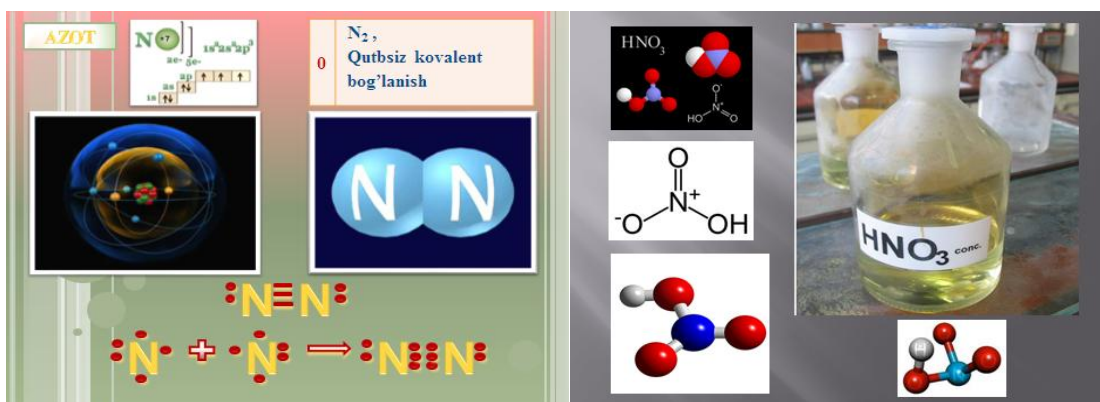 AZOT
N +7 1s²2s²2p³
2e- 5e-
2p ↑ ↑ ↑
2s ↑↓
1s ↑↓
0
N₂ ,
Qutbsiz kovalent
bog’lanish
N N
:N≡N:
N + N → N N
HNO₃
O⁻
N⁺
HO O
O
N⁺
⁻O OH
HNO₃ conc.
H